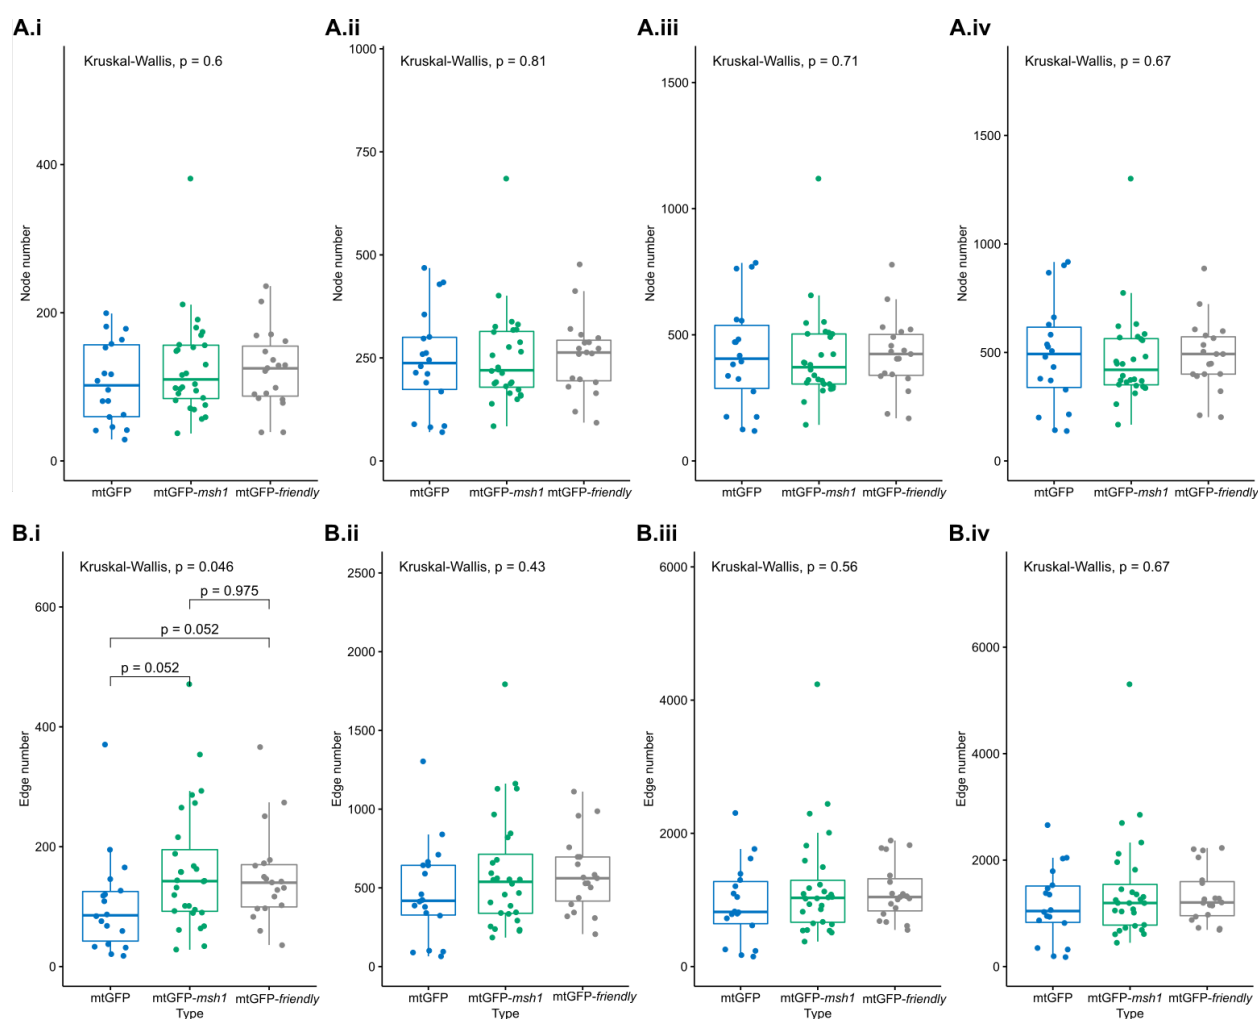 A.i
A.ii
A.iii
A.iv
Kruskal-Wallis, p = 0.6
Kruskal-Wallis, p = 0.81
Kruskal-Wallis, p = 0.71
Kruskal-Wallis, p = 0.67
Node number
0
200
400
mtGFP
mtGFP-msh1
mtGFP-friendly
Node number
0
250
500
750
1000
mtGFP
mtGFP-msh1
mtGFP-friendly
Node number
0
500
1000
1500
mtGFP
mtGFP-msh1
mtGFP-friendly
Node number
0
500
1000
1500
mtGFP
mtGFP-msh1
mtGFP-friendly
B.i
B.ii
B.iii
B.iv
Kruskal-Wallis, p = 0.046
Kruskal-Wallis, p = 0.43
Kruskal-Wallis, p = 0.56
Kruskal-Wallis, p = 0.67
p = 0.975
p = 0.052
p = 0.052
Edge number
0
200
400
600
mtGFP
mtGFP-msh1
mtGFP-friendly
Type
Edge number
0
500
1000
1500
2000
2500
mtGFP
mtGFP-msh1
mtGFP-friendly
Type
Edge number
0
2000
4000
6000
mtGFP
mtGFP-msh1
mtGFP-friendly
Type
Edge number
0
2000
4000
6000
mtGFP
mtGFP-msh1
mtGFP-friendly
Type